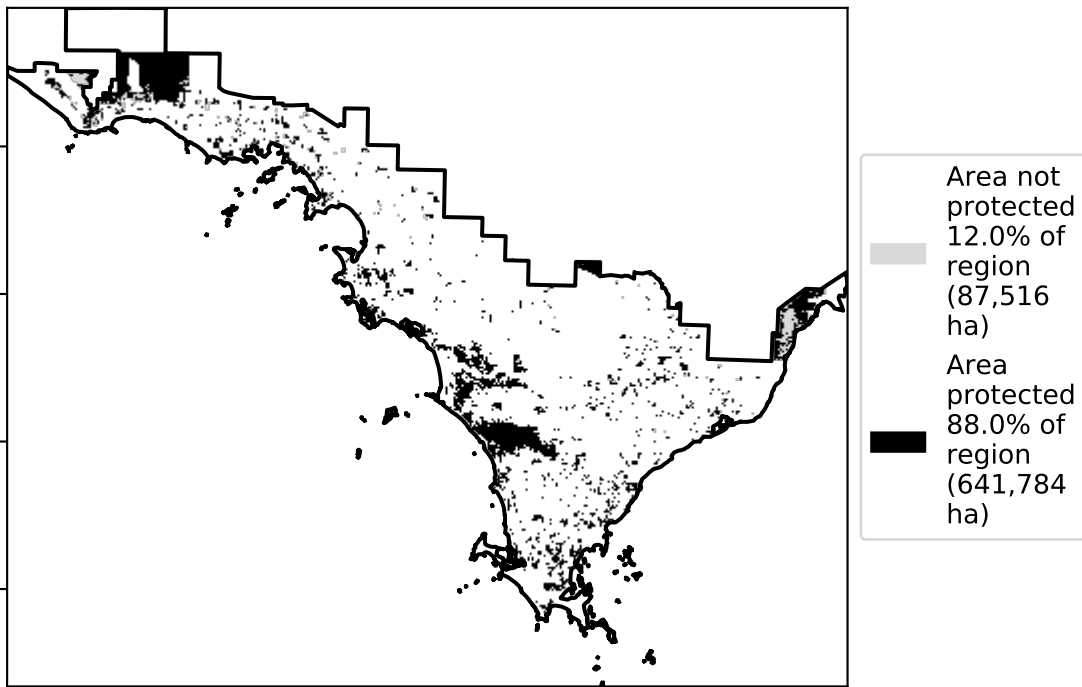 Area not
protected
12.0% of
region
(87,516
ha)
Area
protected
88.0% of
region
(641,784
ha)